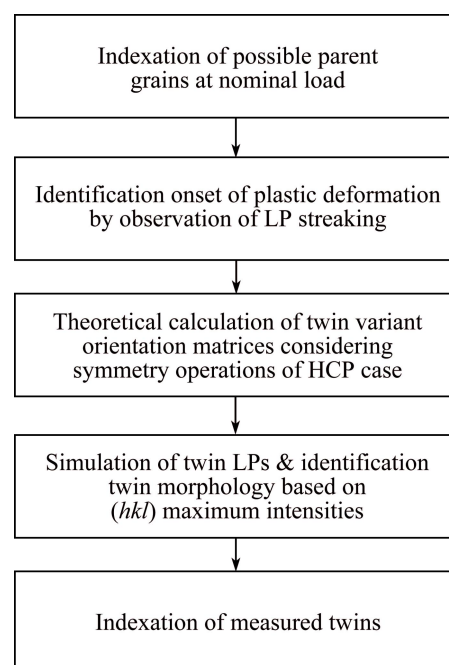 Indexation of possible parent
grains at nominal load
Identification onset of plastic deformation
by observation of LP streaking
Theoretical calculation of twin variant
orientation matrices considering
symmetry operations of HCP case
Simulation of twin LPs & identification
twin morphology based on
(hkl) maximum intensities
Indexation of measured twins